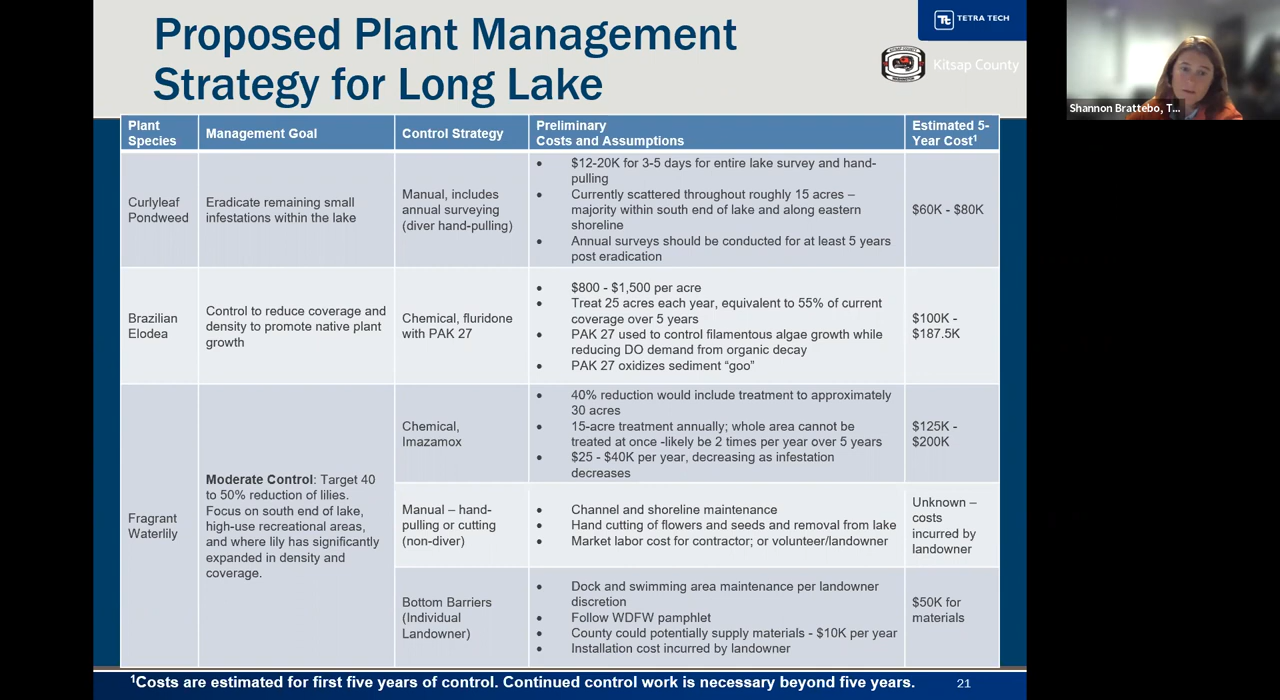 Proposed Plant Management
Strategy for Long Lake
TETRA TECH
Kitsap County
Shannon Brattebo, T...
Plant
Species
Management Goal
Control Strategy
Preliminary
Costs and Assumptions
Estimated 5-
Year Cost1
Curlyleaf
Pondweed
Eradicate remaining small
infestations within the lake
Manual, includes
annual surveying
(diver hand-pulling)
• $12-20K for 3-5 days for entire lake survey and hand-
pulling
• Currently scattered throughout roughly 15 acres –
majority within south end of lake and along eastern
shoreline
• Annual surveys should be conducted for at least 5 years
post eradication
$60K - $80K
Brazilian
Elodea
Control to reduce coverage and
density to promote native plant
growth
Chemical, fluridone
with PAK 27
• $800 - $1,500 per acre
• Treat 25 acres each year, equivalent to 55% of current
coverage over 5 years
• PAK 27 used to control filamentous algae growth while
reducing DO demand from organic decay
• PAK 27 oxidizes sediment “goo”
$100K -
$187.5K
Fragrant
Waterlily
Moderate Control: Target 40
to 50% reduction of lilies.
Focus on south end of lake,
high-use recreational areas,
and where lily has significantly
expanded in density and
coverage.
Chemical,
Imazamox
• 40% reduction would include treatment to approximately
30 acres
• 15-acre treatment annually; whole area cannot be
treated at once -likely be 2 times per year over 5 years
• $25 - $40K per year, decreasing as infestation
decreases
$125K -
$200K
Manual – hand-
pulling or cutting
(non-diver)
• Channel and shoreline maintenance
• Hand cutting of flowers and seeds and removal from lake
• Market labor cost for contractor; or volunteer/landowner
Unknown –
costs
incurred by
landowner
Bottom Barriers
(Individual
Landowner)
• Dock and swimming area maintenance per landowner
discretion
• Follow WDFW pamphlet
• County could potentially supply materials - $10K per year
• Installation cost incurred by landowner
$50K for
materials
1Costs are estimated for first five years of control. Continued control work is necessary beyond five years.
21